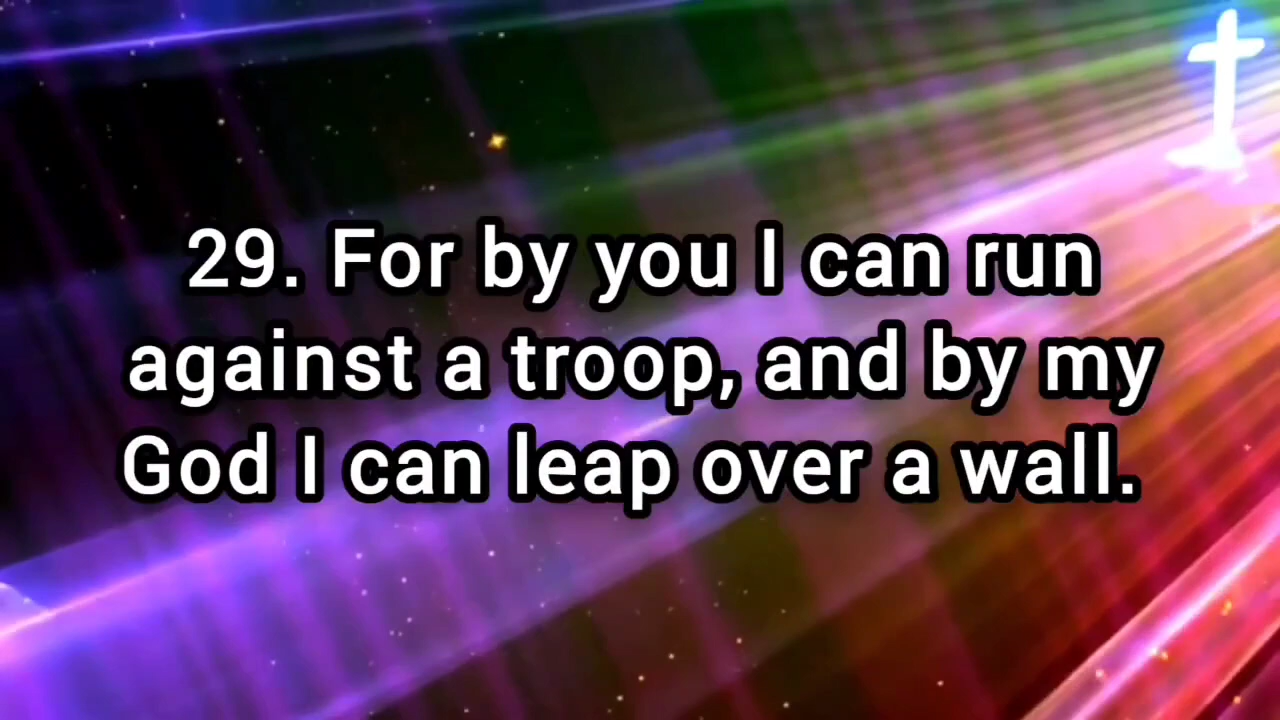 29. For by you I can run
against a troop, and by my
God I can leap over a wall.